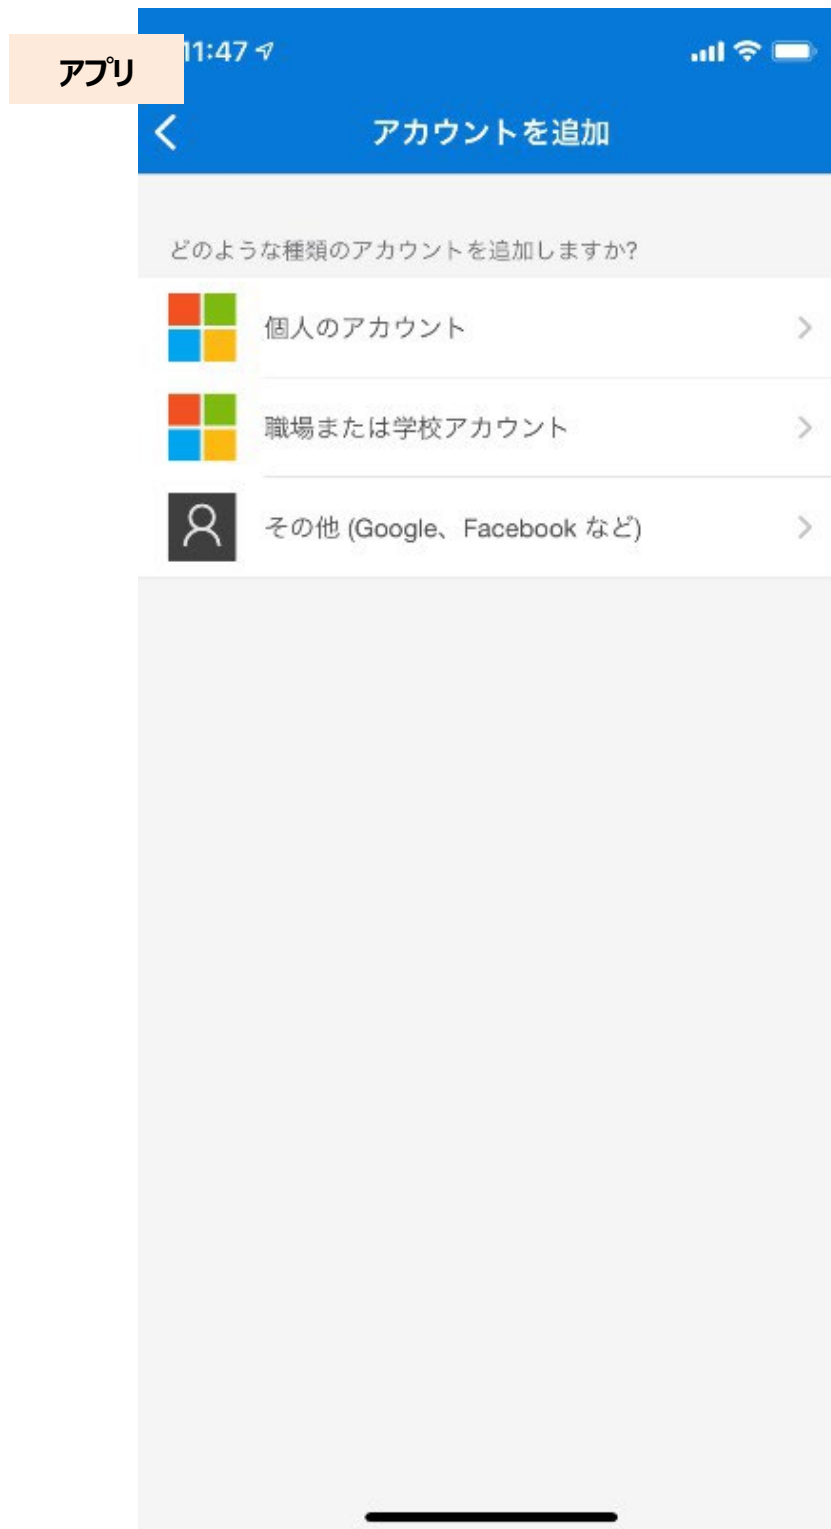 アプリ
11:47
アカウントを追加
どのような種類のアカウントを追加しますか?
個人のアカウント
職場または学校アカウント
その他 (Google、Facebook など)